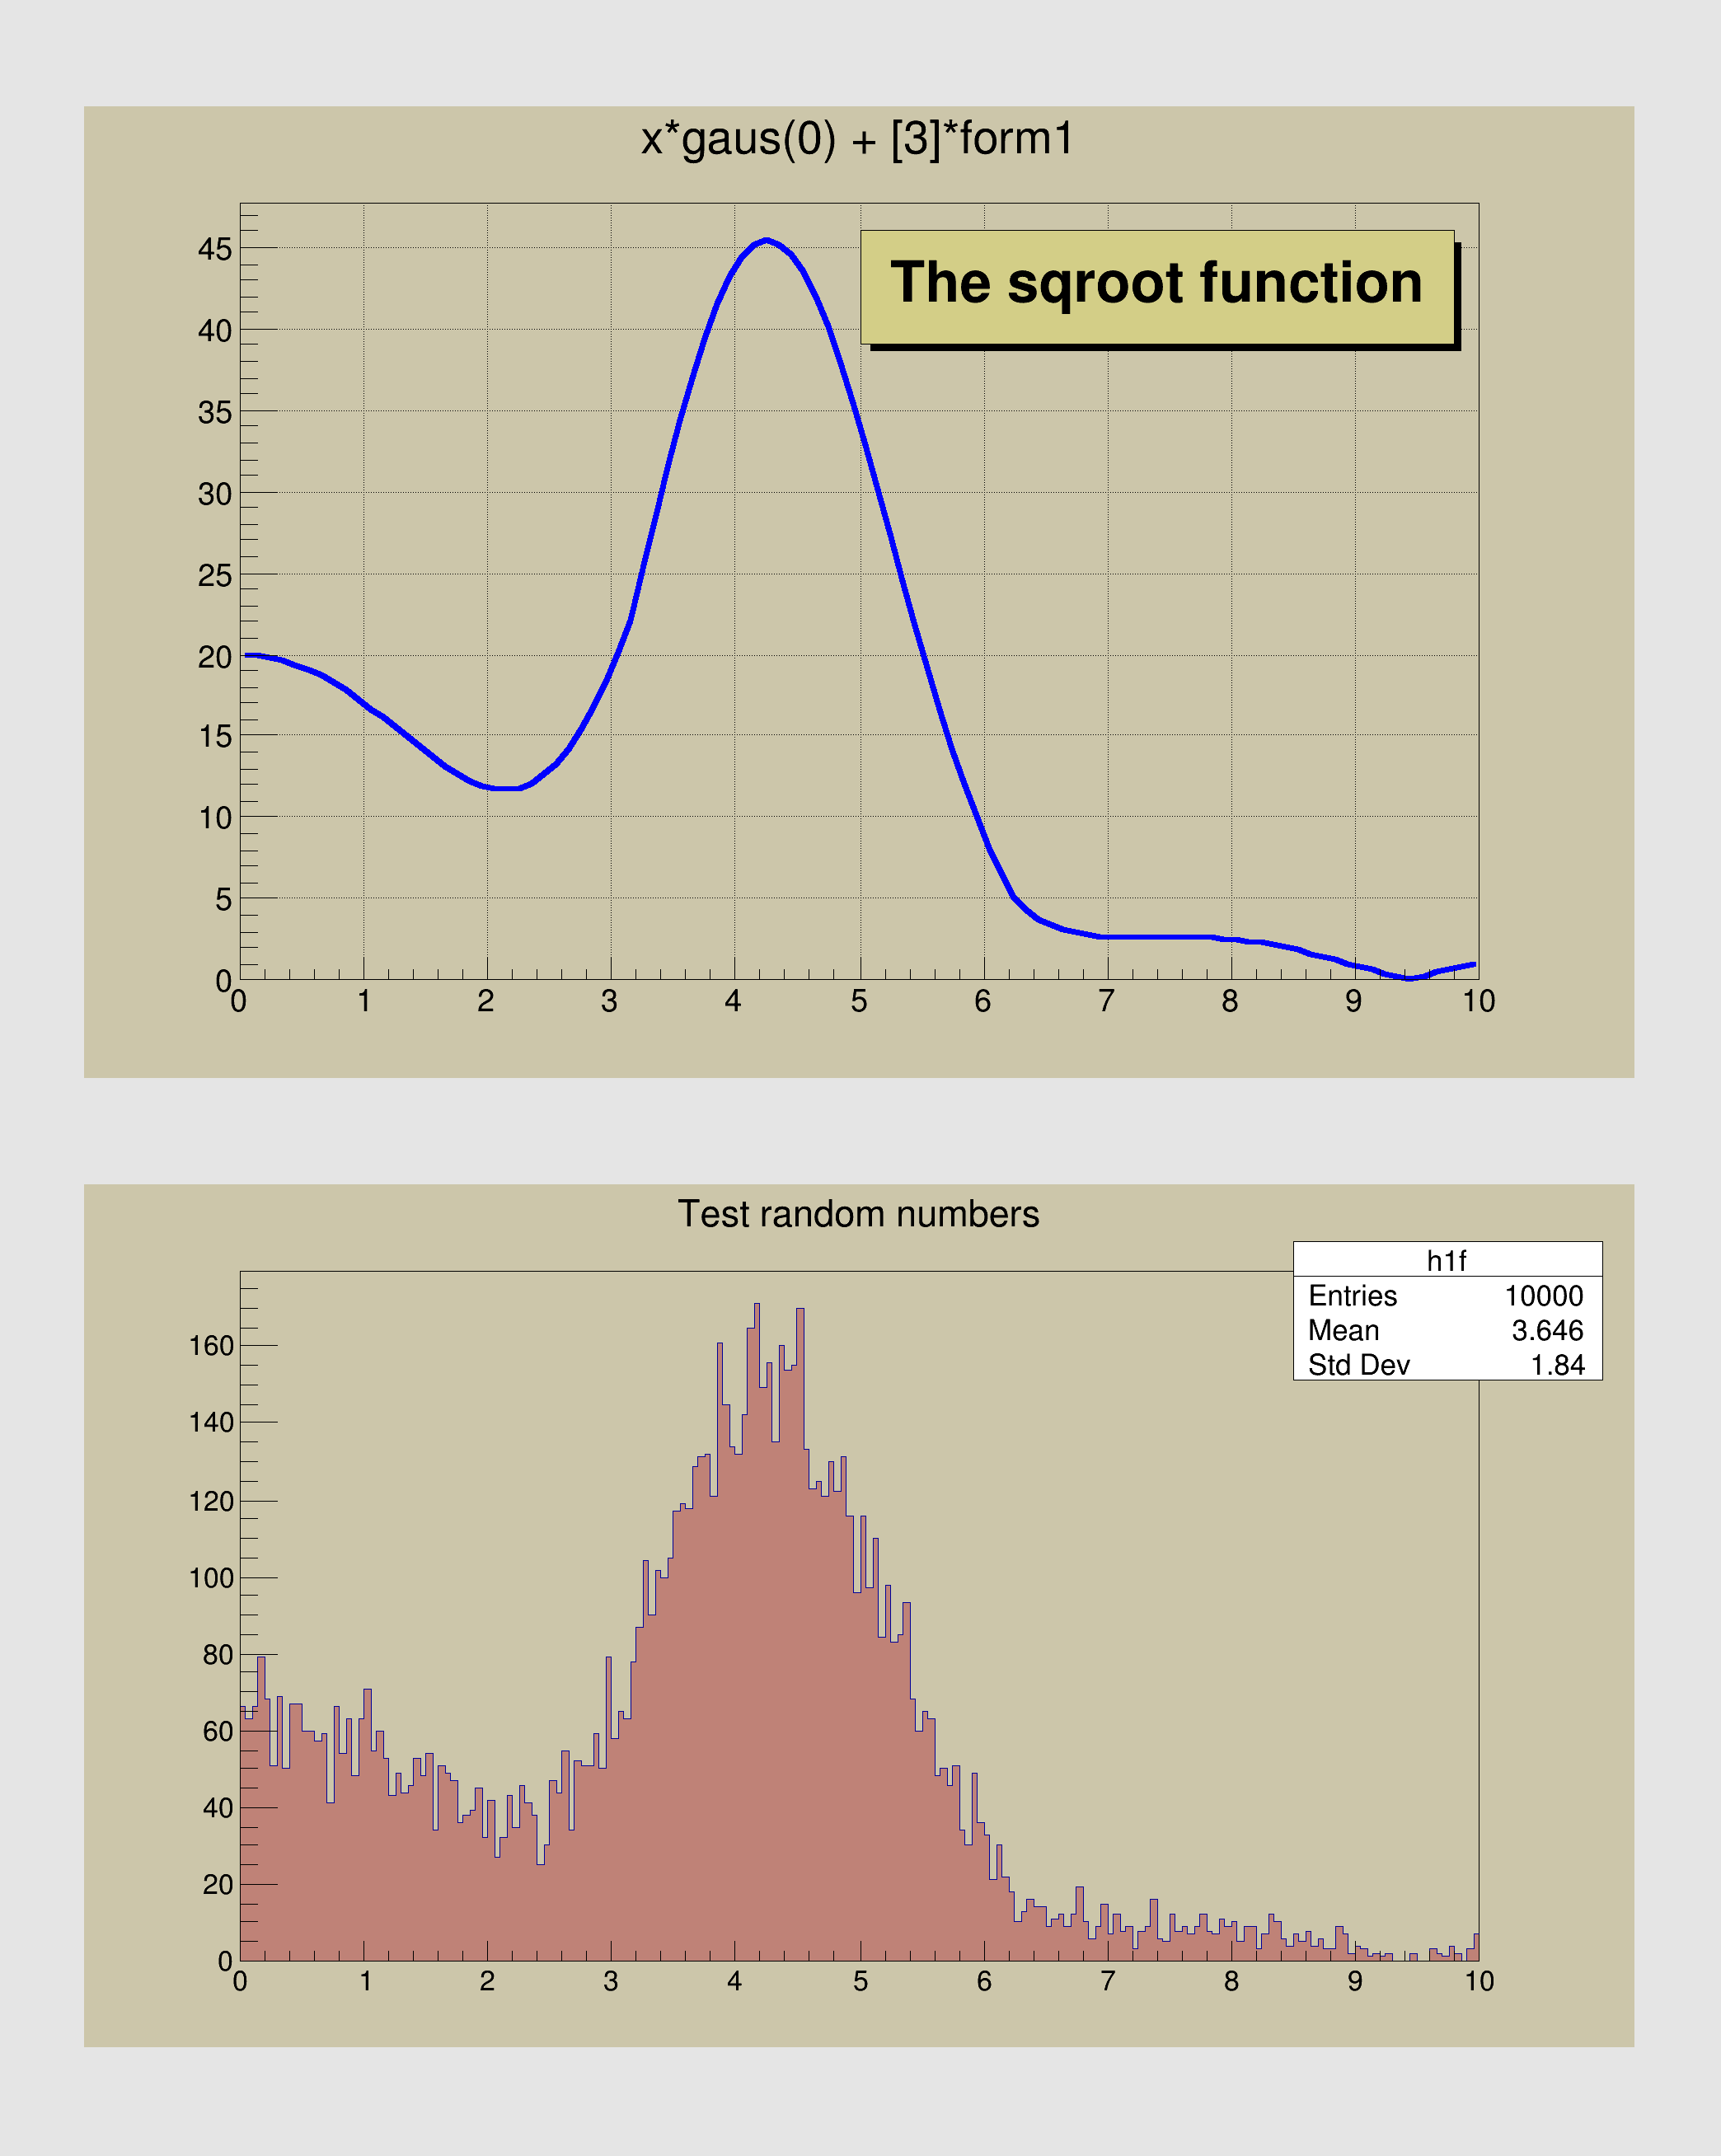 x*gaus(0) + [3]*form1
The sqroot function
45
40
35
30
25
20
15
10
5
0
0 1 2 3 4 5 6 7 8 9 10
Test random numbers
h1f
Entries 10000
Mean 3.646
Std Dev 1.84
160
140
120
100
80
60
40
20
0
0 1 2 3 4 5 6 7 8 9 10